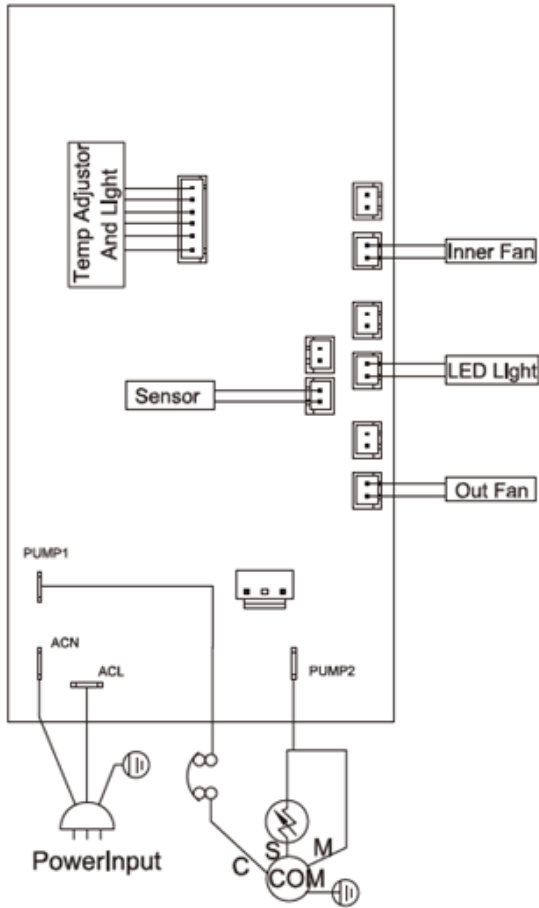 Temp Adjustor
And LIght
Inner Fan
LED LIght
Sensor
Out Fan
PUMP1
ACN
ACL
PUMP2
PowerInput
S
M
C
COM